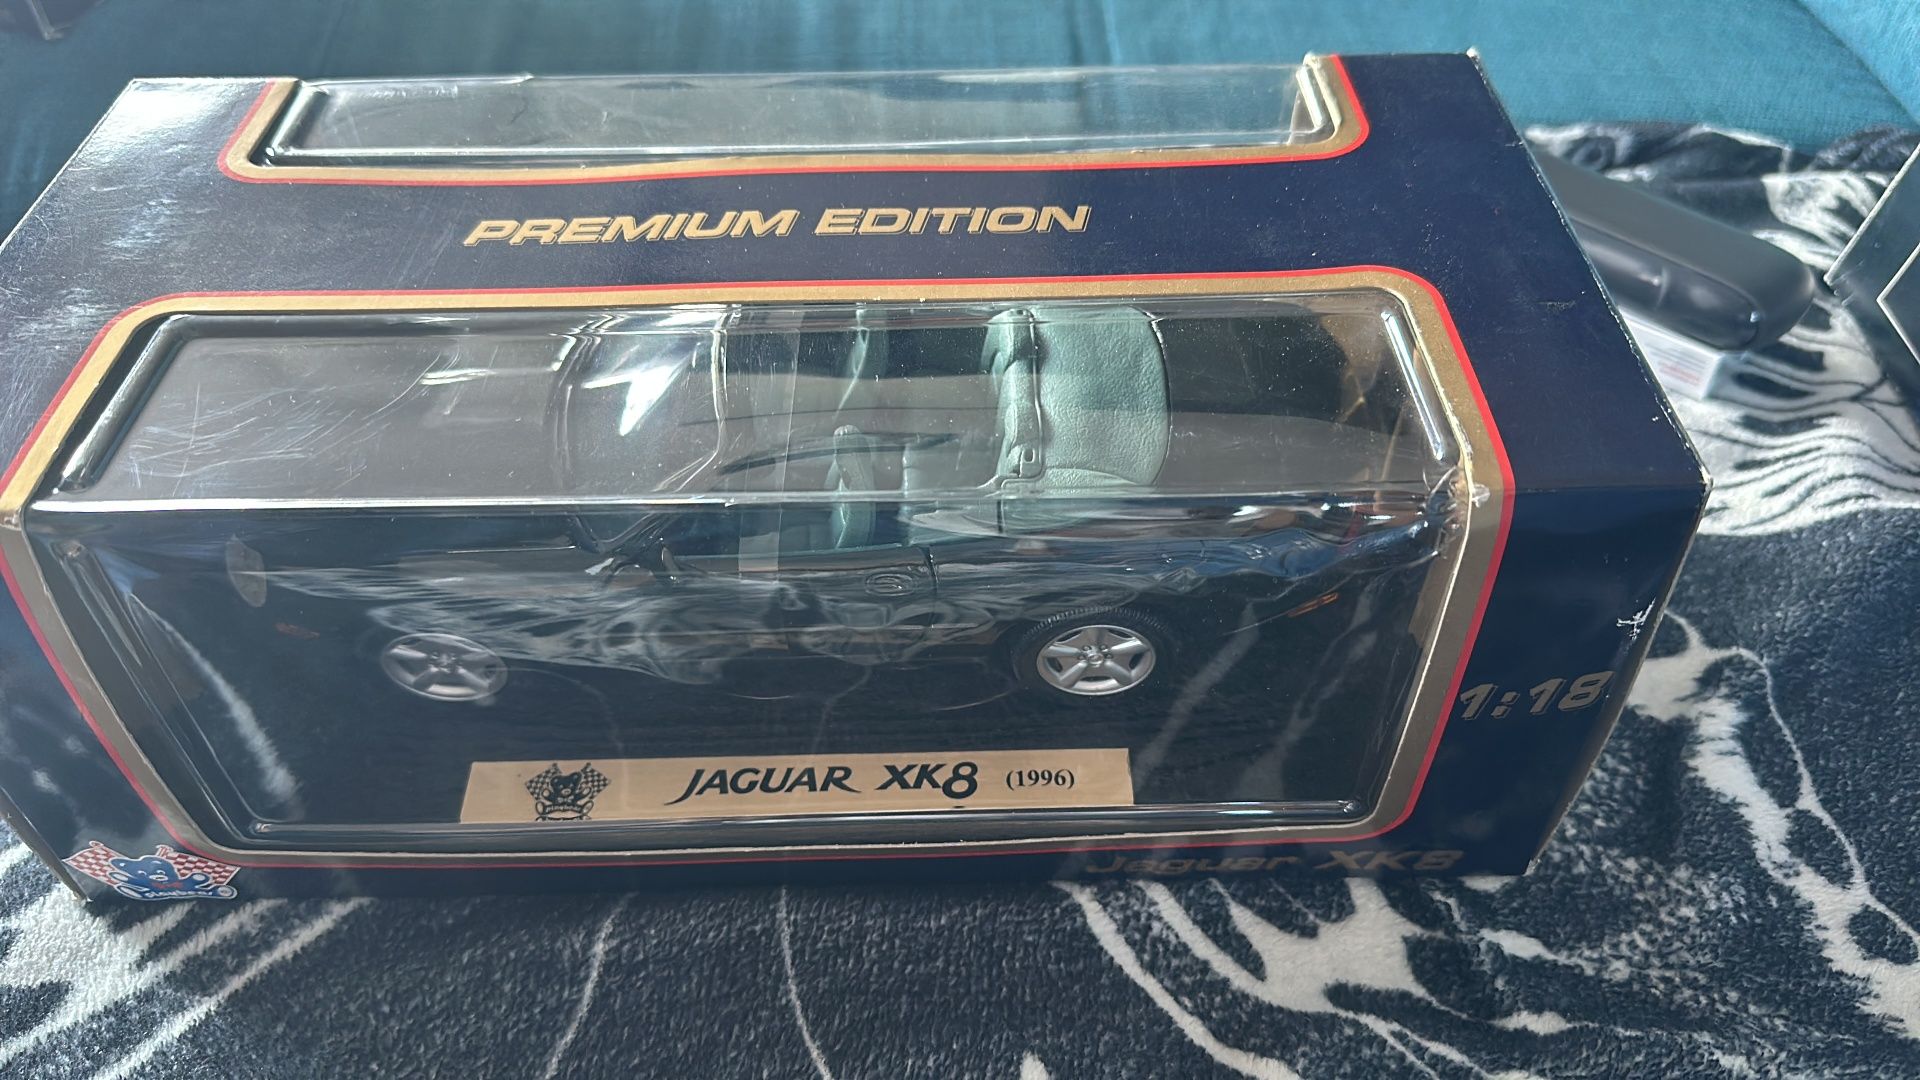 PREMIUM EDITION
1:18
JAGUAR XK8 (1996)
Jaguar XK8